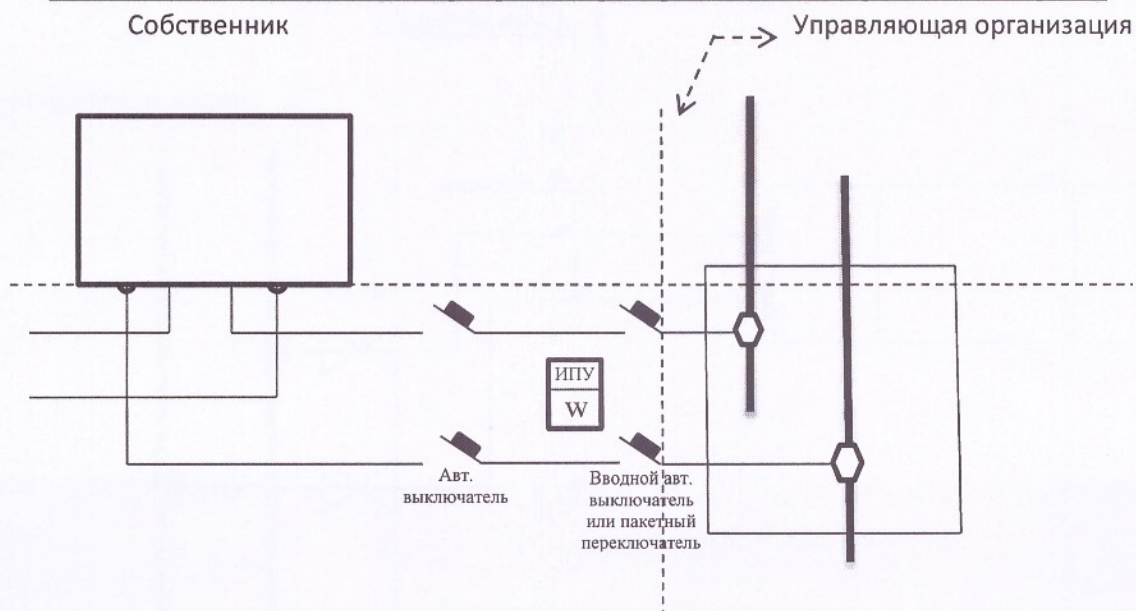 Собственник
Управляющая организация
ИПУ
W
Авт.
выключатель
Вводной авт.
выключатель
или пакетный
переключатель